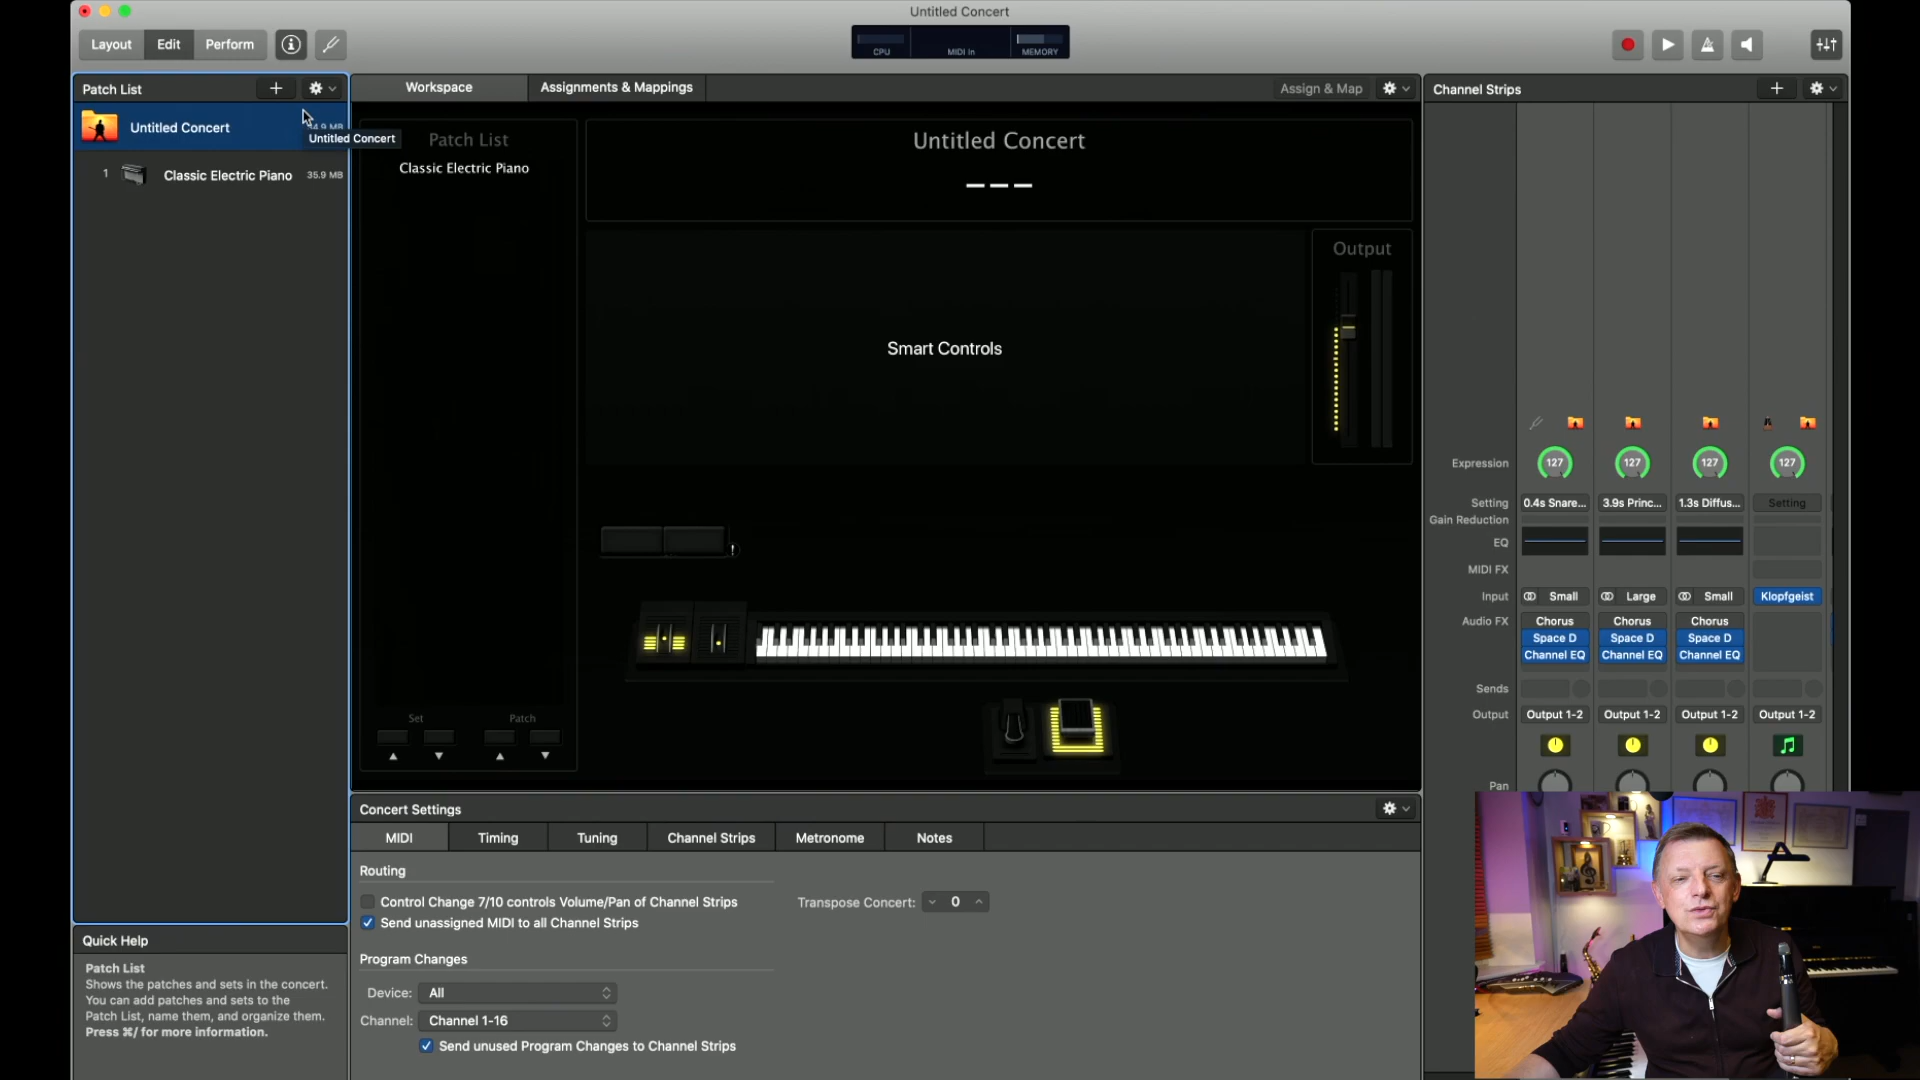 Untitled Concert
Layout
Edit
Perform
CPU
MIDI In
MEMORY
Patch List
Workspace
Assignments & Mappings
Assign & Map
Channel Strips
Untitled Concert
Untitled Concert
1
Classic Electric Piano
35.9 MB
Patch List
Classic Electric Piano
Untitled Concert
Output
Smart Controls
Set
Patch
Expression
127
127
127
127
Setting
0.4s Snare...
3.9s Princ...
1.3s Diffus...
Setting
Gain Reduction
EQ
MIDI FX
Input
Small
Large
Small
Klopfgeist
Audio FX
Chorus
Chorus
Chorus
Space D
Space D
Space D
Channel EQ
Channel EQ
Channel EQ
Sends
Output
Output 1-2
Output 1-2
Output 1-2
Output 1-2
Pan
Concert Settings
MIDI
Timing
Tuning
Channel Strips
Metronome
Notes
Routing
Control Change 7/10 controls Volume/Pan of Channel Strips
Send unassigned MIDI to all Channel Strips
Transpose Concert:
0
Program Changes
Device:
All
Channel:
Channel 1-16
Send unused Program Changes to Channel Strips
Quick Help
Patch List
Shows the patches and sets in the concert.
You can add patches and sets to the
Patch List, name them, and organize them.
Press ⌘/ for more information.